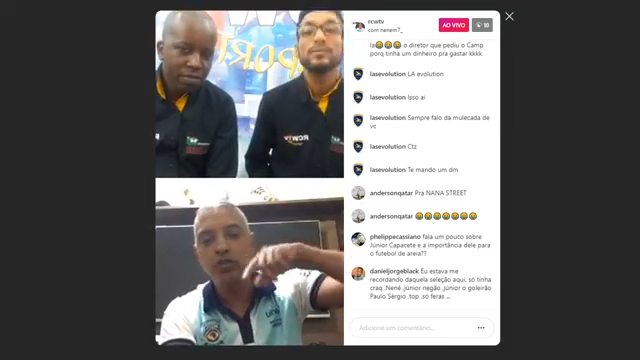 rcwtv
com nenem7_
AO VIVO
10
la😂😂😂 o diretor que pediu o Camp
porq tinha um dinheiro pra gastar kkkk
lasevolution LA evolution
lasevolution Isso ai
lasevolution Sempre falo da mulecada de
vc
lasevolution Ctz
lasevolution Te mando um dm
andersonqatar Pra NANA STREET
andersonqatar 😂😂😂😂😂😂😂
phelippecassiano fala um pouco sobre
Júnior Capacete e a importância dele para
o futebol de areia??
danieljorgeblack Eu estava me
recordando daquela seleção aqui, só tinha
craq .Nené ,júnior negão ,júnior o goleirão
Paulo Sérgio .top .só feras ...
Adicione um comentário...